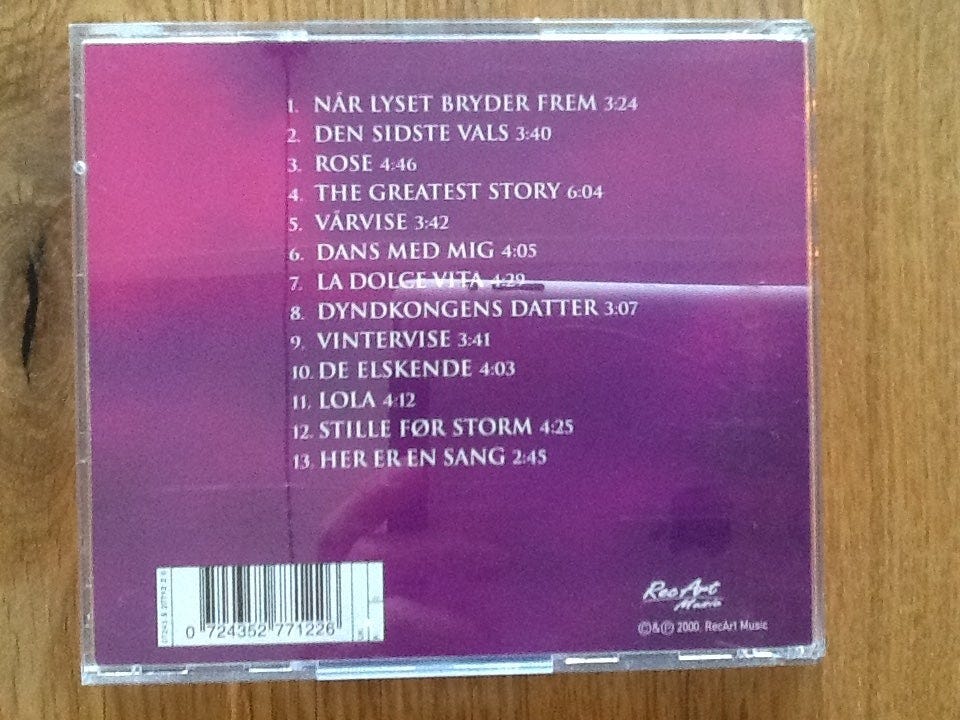 1. NÅR LYSET BRYDER FREM 3:24
2. DEN SIDSTE VALS 3:40
3. ROSE 4:46
4. THE GREATEST STORY 6:04
5. VÅRVISE 3:42
6. DANS MED MIG 4:05
7. LA DOLCE VITA 4:29
8. DYNDKONGENS DATTER 3:07
9. VINTERVISE 3:41
10. DE ELSKENDE 4:03
11. LOLA 4:12
12. STILLE FØR STORM 4:25
13. HER ER EN SANG 2:45
0 724352 771226
RecArt
Music
©&℗ 2000. RecArt Music